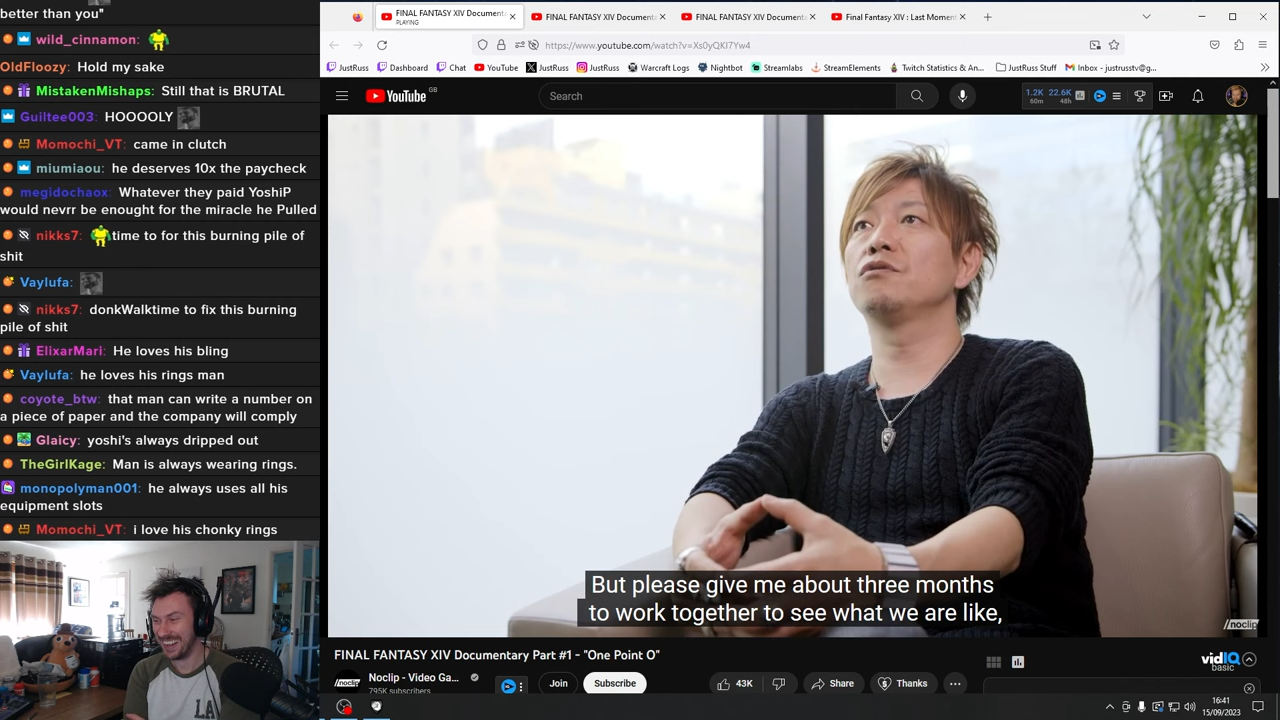 better than you"
wild_cinnamon:
OldFloozy: Hold my sake
MistakenMishaps: Still that is BRUTAL
Guiltee003: HOOOOLY
Momochi_VT: came in clutch
miumiaou: he deserves 10x the paycheck
megidochaox: Whatever they paid YoshiP
would nevrr be enought for the miracle he Pulled
nikks7: time to for this burning pile of
shit
Vaylufa:
nikks7: donkWalktime to fix this burning
pile of shit
ElixarMari: He loves his bling
Vaylufa: he loves his rings man
coyote_btw: that man can write a number on
a piece of paper and the company will comply
Glaicy: yoshi's always dripped out
TheGirlKage: Man is always wearing rings.
monopolyman001: he always uses all his
equipment slots
Momochi_VT: i love his chonky rings
LA
FINAL FANTASY XIV Documenta
PLAYING
FINAL FANTASY XIV Documenta
FINAL FANTASY XIV Documenta
Final Fantasy XIV : Last Moment
https://www.youtube.com/watch?v=Xs0yQKI7Yw4
JustRuss
Dashboard
Chat
YouTube
JustRuss
JustRuss
Warcraft Logs
Nightbot
Streamlabs
StreamElements
Twitch Statistics & An...
JustRuss Stuff
Inbox - justrusstv@g...
YouTube GB
Search
1.2K 22.6K
60m 48h
But please give me about three months
to work together to see what we are like,
/noclip
FINAL FANTASY XIV Documentary Part #1 - "One Point O"
vidIQ
basic
/noclip
Noclip - Video Ga...
795K subscribers
Join
Subscribe
43K
Share
Thanks
16:41
15/09/2023